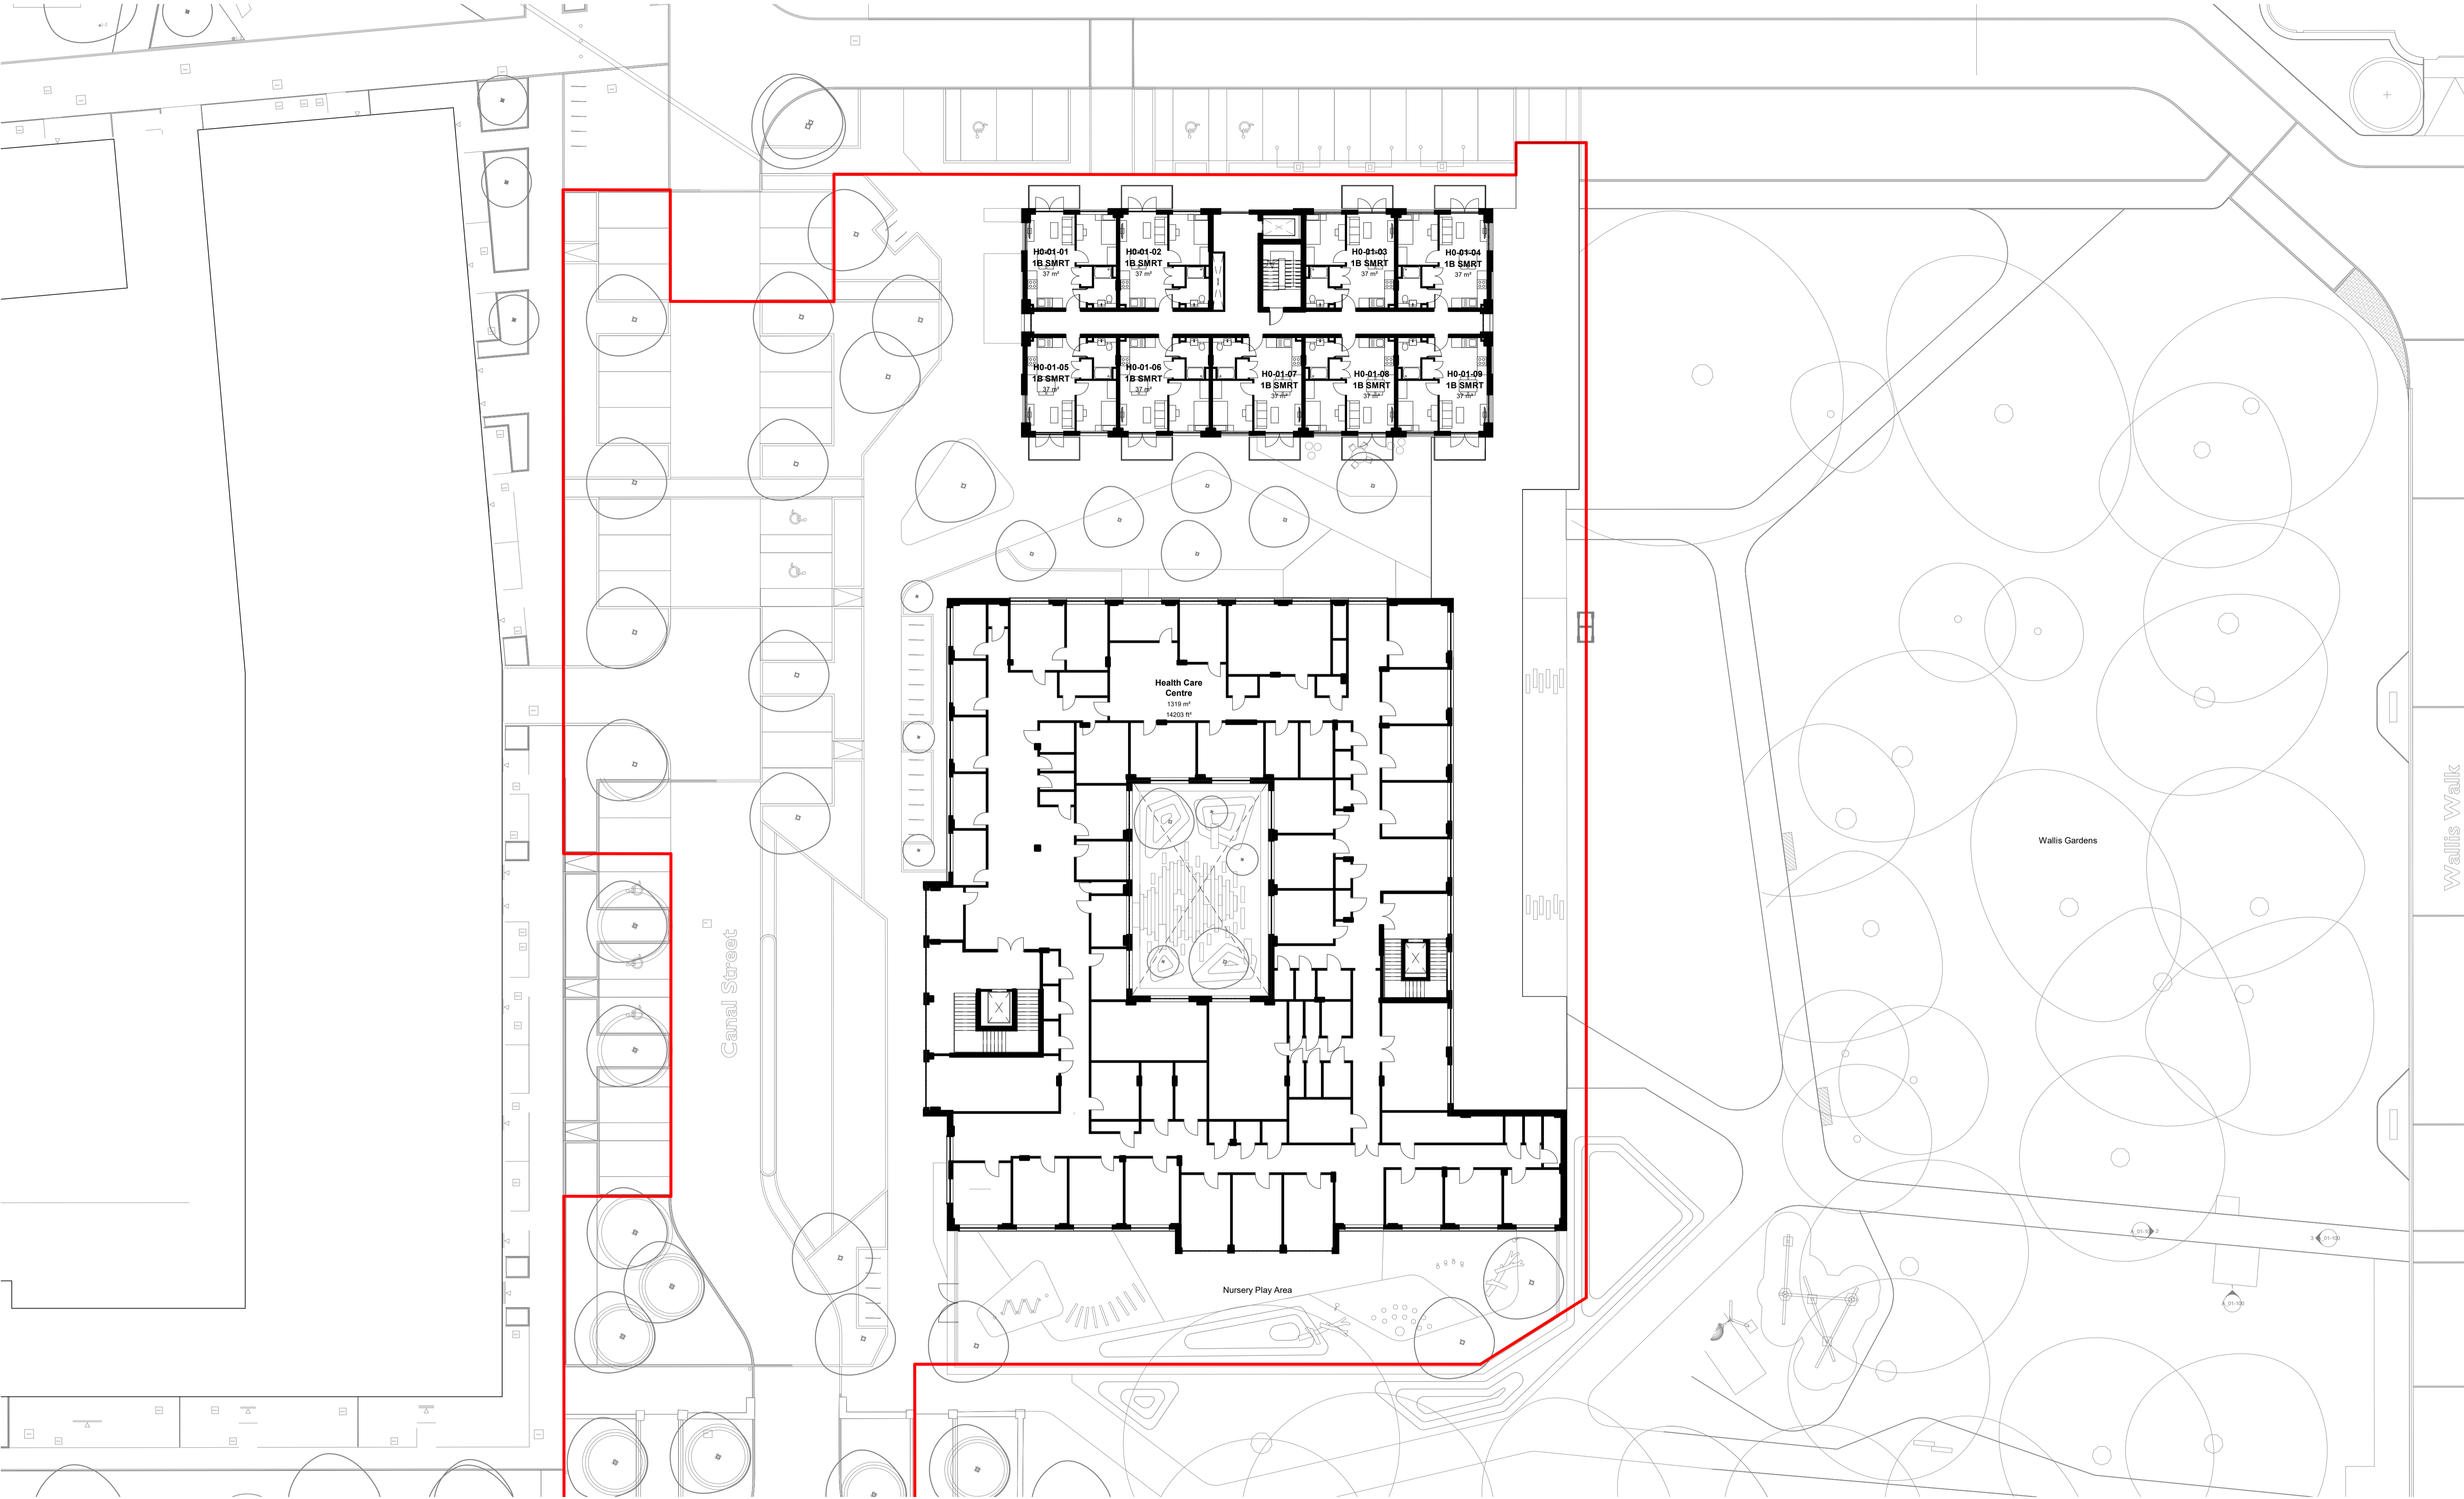 H0-01-01
1B SMRT
37 m²
H0-01-02
1B SMRT
37 m²
H0-01-03
1B SMRT
37 m²
H0-01-04
1B SMRT
37 m²
H0-01-05
1B SMRT
37 m²
H0-01-06
1B SMRT
37 m²
H0-01-07
1B SMRT
37 m²
H0-01-08
1B SMRT
37 m²
H0-01-09
1B SMRT
37 m²
Health Care
Centre
1319 m²
14203 ft²
Canal Street
Wallis Gardens
Wallis Walk
Nursery Play Area
A_01-100